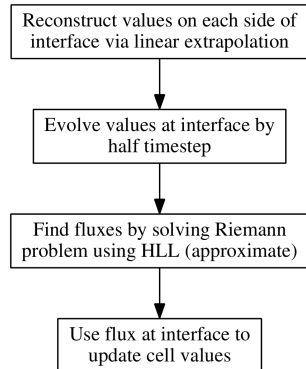 Reconstruct values on each side of
interface via linear extrapolation
Evolve values at interface by
half timestep
Find fluxes by solving Riemann
problem using HLL (approximate)
Use flux at interface to
update cell values